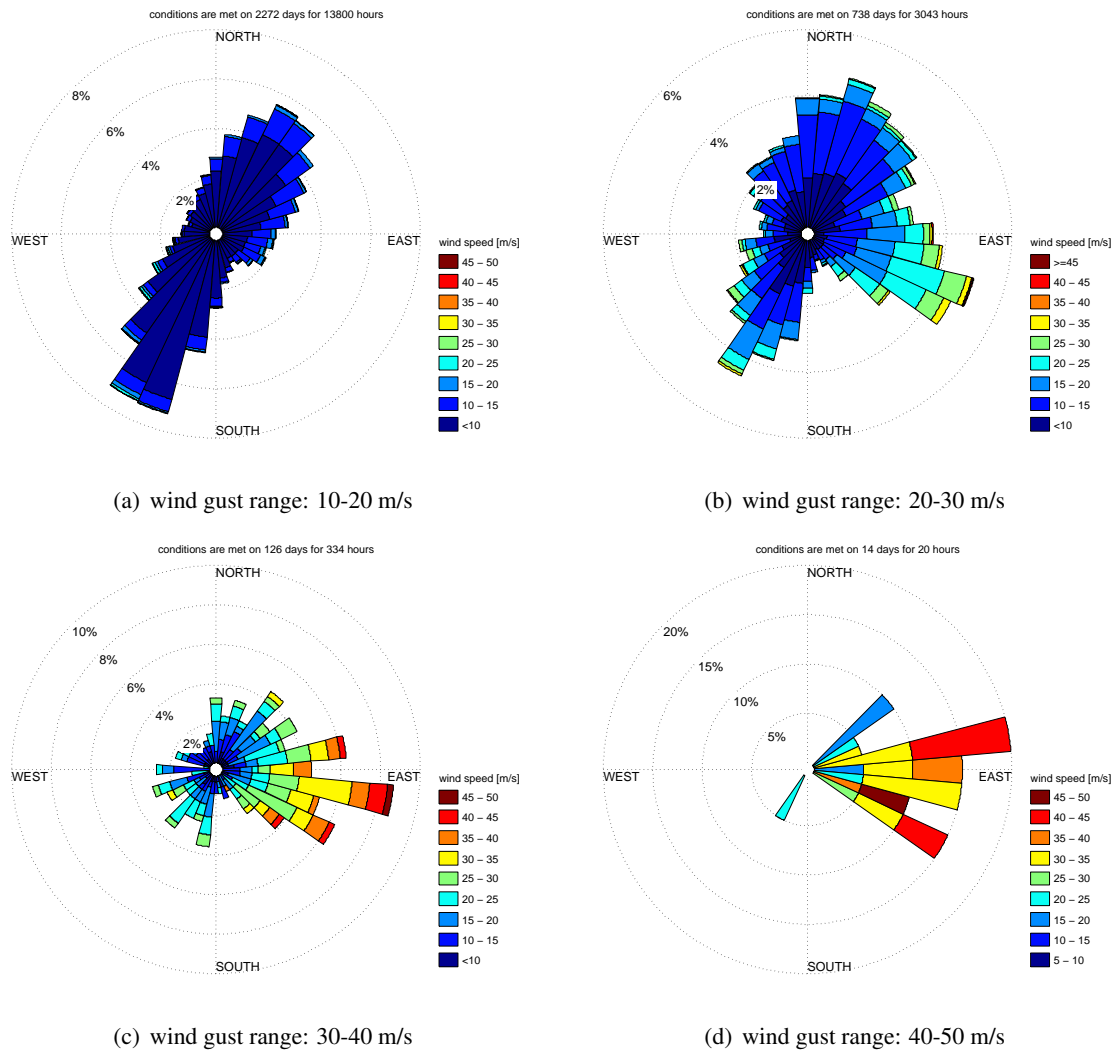 conditions are met on 2272 days for 13800 hours
NORTH
8%
6%
4%
2%
WEST
EAST
SOUTH
wind speed [m/s]
45 – 50
40 – 45
35 – 40
30 – 35
25 – 30
20 – 25
15 – 20
10 – 15
<10
(a) wind gust range: 10-20 m/s
conditions are met on 738 days for 3043 hours
NORTH
6%
4%
2%
WEST
EAST
SOUTH
wind speed [m/s]
>=45
40 – 45
35 – 40
30 – 35
25 – 30
20 – 25
15 – 20
10 – 15
<10
(b) wind gust range: 20-30 m/s
conditions are met on 126 days for 334 hours
NORTH
10%
8%
6%
4%
2%
WEST
EAST
SOUTH
wind speed [m/s]
45 – 50
40 – 45
35 – 40
30 – 35
25 – 30
20 – 25
15 – 20
10 – 15
<10
(c) wind gust range: 30-40 m/s
conditions are met on 14 days for 20 hours
NORTH
20%
15%
10%
5%
WEST
EAST
SOUTH
wind speed [m/s]
45 – 50
40 – 45
35 – 40
30 – 35
25 – 30
20 – 25
15 – 20
10 – 15
5 – 10
(d) wind gust range: 40-50 m/s